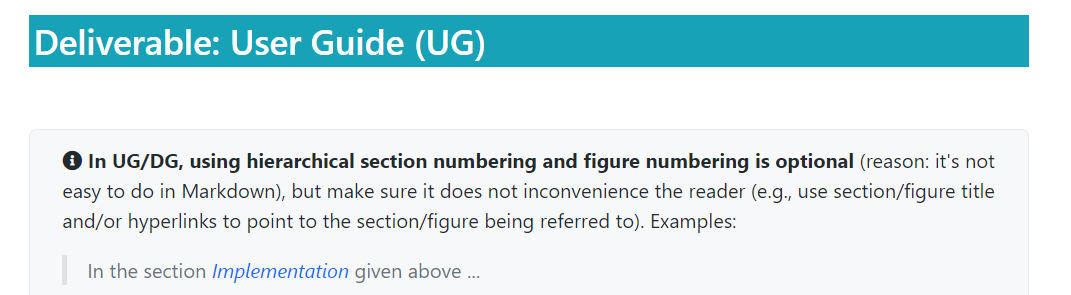 Deliverable: User Guide (UG)
In UG/DG, using hierarchical section numbering and figure numbering is optional (reason: it's not
easy to do in Markdown), but make sure it does not inconvenience the reader (e.g., use section/figure title
and/or hyperlinks to point to the section/figure being referred to). Examples:
In the section Implementation given above ...